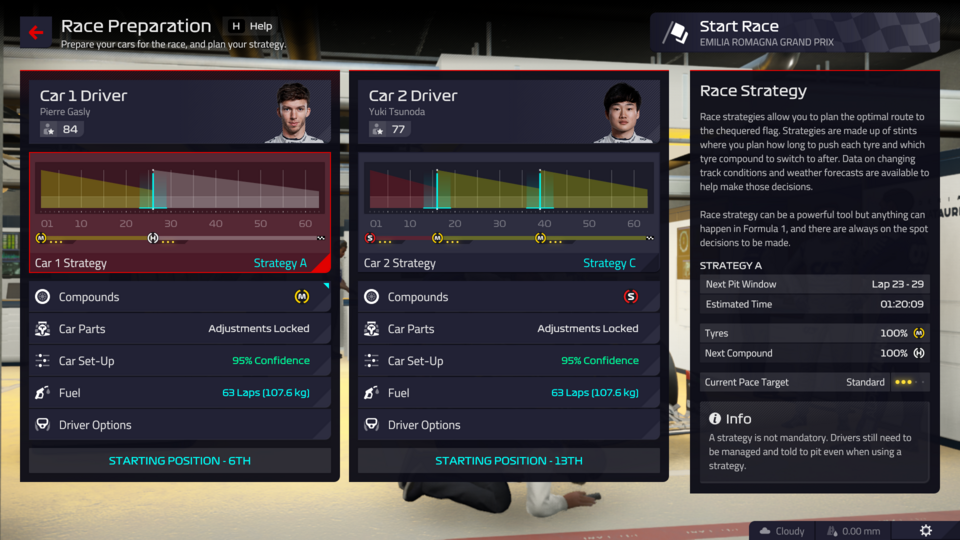 Race Preparation
H Help
Prepare your cars for the race, and plan your strategy.
Start Race
EMILIA ROMAGNA GRAND PRIX
Car 1 Driver
Pierre Gasly
84
01 10 20 30 40 50 60
M H
Car 1 Strategy Strategy A
Compounds M
Car Parts Adjustments Locked
Car Set-Up 95% Confidence
Fuel 63 Laps (107.6 kg)
Driver Options
STARTING POSITION - 6TH
Car 2 Driver
Yuki Tsunoda
77
01 10 20 30 40 50 60
S M M
Car 2 Strategy Strategy C
Compounds S
Car Parts Adjustments Locked
Car Set-Up 95% Confidence
Fuel 63 Laps (107.6 kg)
Driver Options
STARTING POSITION - 13TH
Race Strategy
Race strategies allow you to plan the optimal route to
the chequered flag. Strategies are made up of stints
where you plan how long to push each tyre and which
tyre compound to switch to after. Data on changing
track conditions and weather forecasts are available to
help make those decisions.
Race strategy can be a powerful tool but anything can
happen in Formula 1, and there are always on the spot
decisions to be made.
STRATEGY A
Next Pit Window Lap 23 - 29
Estimated Time 01:20:09
Tyres 100% M
Next Compound 100% H
Current Pace Target Standard
Info
A strategy is not mandatory. Drivers still need to
be managed and told to pit even when using a
strategy.
Cloudy 0.00 mm